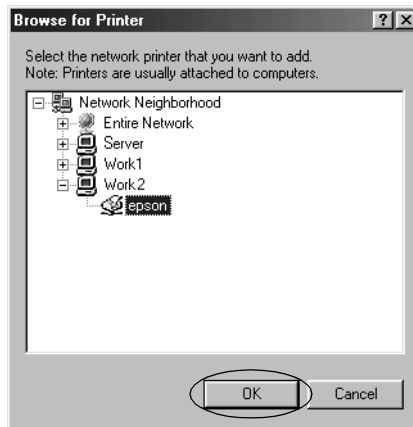 Browse for Printer
Select the network printer that you want to add.
Note: Printers are usually attached to computers.
Network Neighborhood
Entire Network
Server
Work1
Work2
epson
OK
Cancel